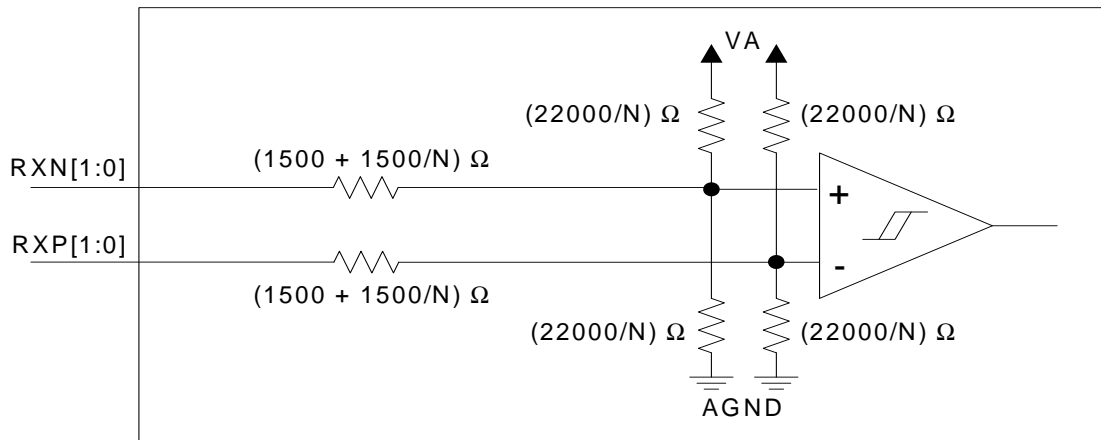 VA
(22000/N) Ω
(22000/N) Ω
(1500 + 1500/N) Ω
RXN[1:0]
+
RXP[1:0]
-
(1500 + 1500/N) Ω
(22000/N) Ω
(22000/N) Ω
AGND